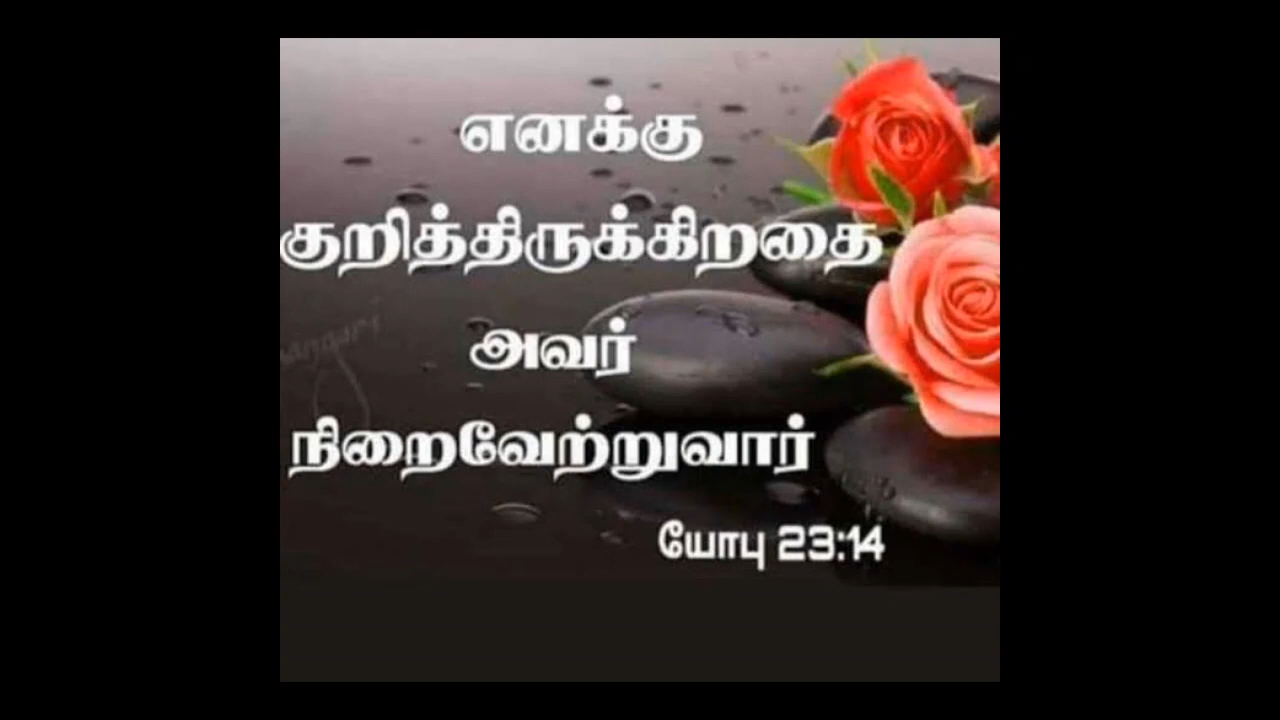 எனக்கு
குறித்திருக்கிறதை
அவர்
நிறைவேற்றுவார்
யோபு 23:14